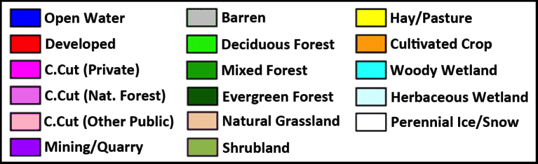 Open Water
Developed
C.Cut (Private)
C.Cut (Nat. Forest)
C.Cut (Other Public)
Mining/Quarry
Barren
Deciduous Forest
Mixed Forest
Evergreen Forest
Natural Grassland
Shrubland
Hay/Pasture
Cultivated Crop
Woody Wetland
Herbaceous Wetland
Perennial Ice/Snow